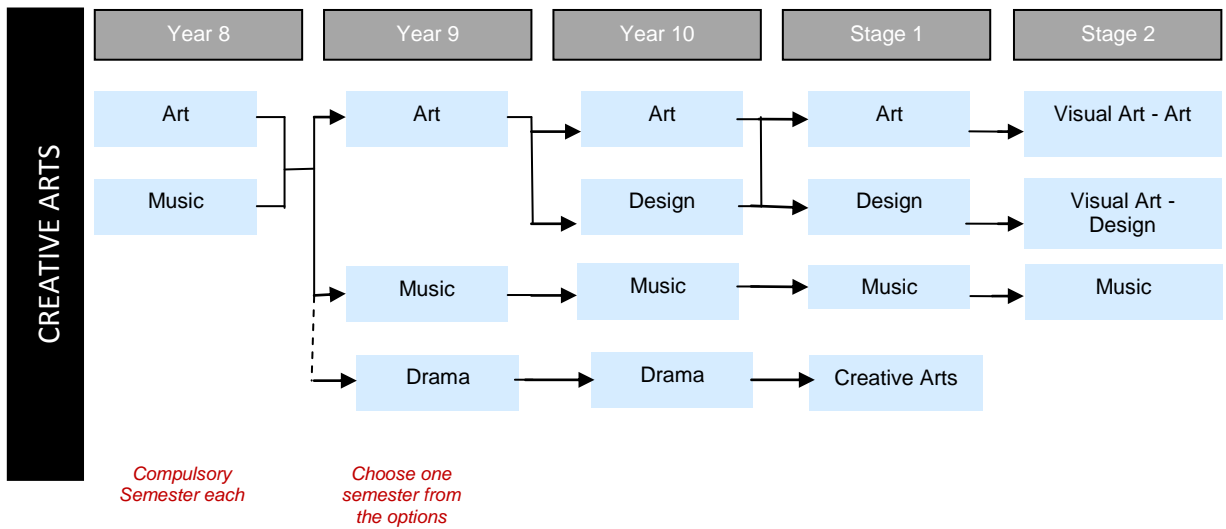 CREATIVE ARTS
Year 8
Year 9
Year 10
Stage 1
Stage 2
Art
Art
Art
Art
Visual Art - Art
Music
Design
Design
Visual Art -
Design
Music
Music
Music
Music
Drama
Drama
Creative Arts
Compulsory
Semester each
Choose one
semester from
the options